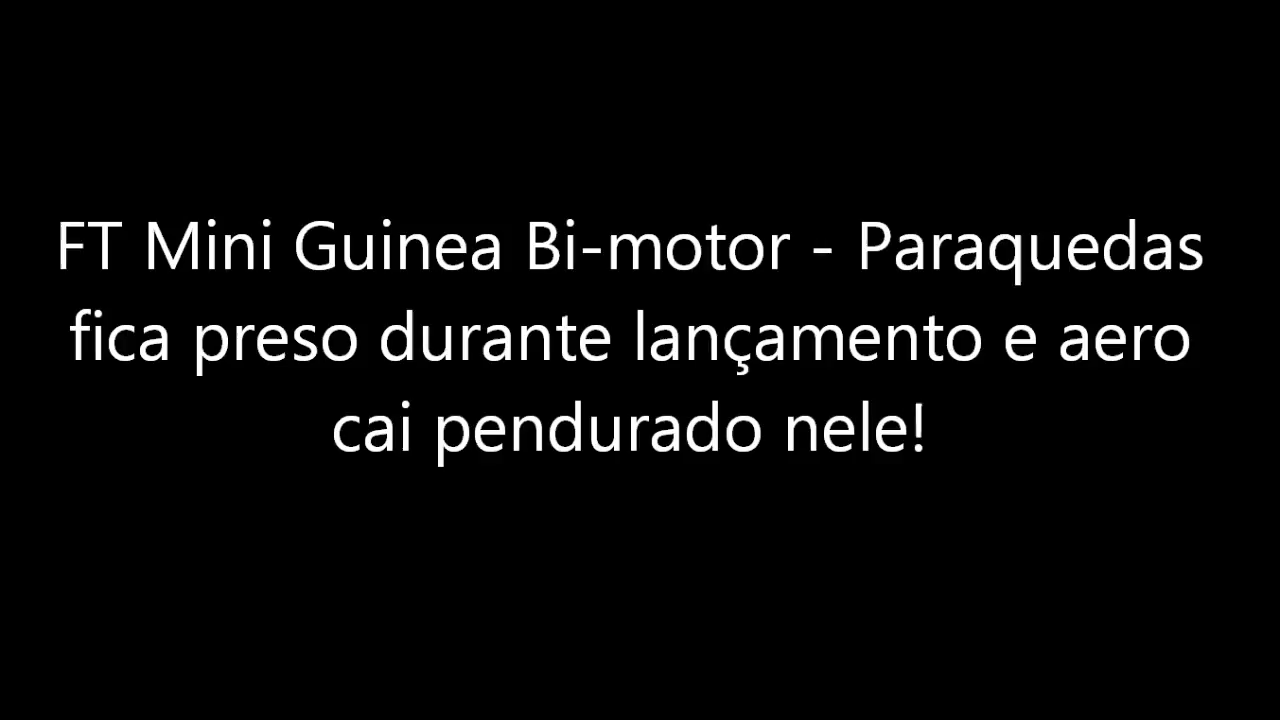 FT Mini Guinea Bi-motor - Paraquedas
fica preso durante lançamento e aero
cai pendurado nele!